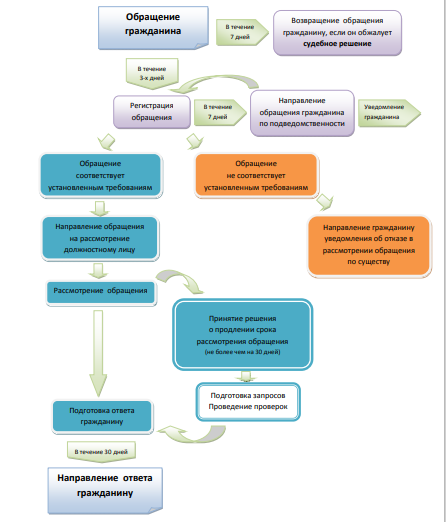 Обращение
гражданина
В течение
7 дней
Возвращение обращения
гражданину, если он обжалует
судебное решение
В течение
3-х дней
Регистрация
обращения
В течение
7 дней
Направление
обращения гражданина
по подведомственности
Уведомление
гражданина
Обращение
соответствует
установленным требованиям
Обращение
не соответствует
установленным требованиям
Направление обращения
на рассмотрение
должностному лицу
Направление гражданину
уведомления об отказе в
рассмотрении обращения
по существу
Рассмотрение обращения
Принятие решения
о продлении срока
рассмотрения обращения
(не более чем на 30 дней)
Подготовка запросов
Проведение проверок
Подготовка ответа
гражданину
В течение 30 дней
Направление ответа
гражданину